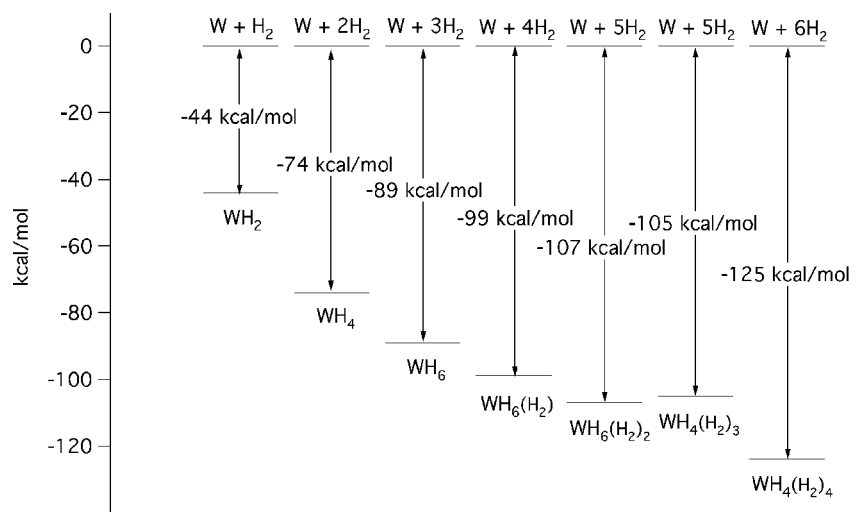 W + H₂ W + 2H₂ W + 3H₂ W + 4H₂ W + 5H₂ W + 5H₂ W + 6H₂
0
-20
-44 kcal/mol
-74 kcal/mol
-40
-89 kcal/mol
WH₂
-99 kcal/mol
-105 kcal/mol
-60
-107 kcal/mol
-125 kcal/mol
kcal/mol
-80
WH₄
WH₆
-100
WH₆(H₂)
WH₆(H₂)₂
WH₄(H₂)₃
-120
WH₄(H₂)₄